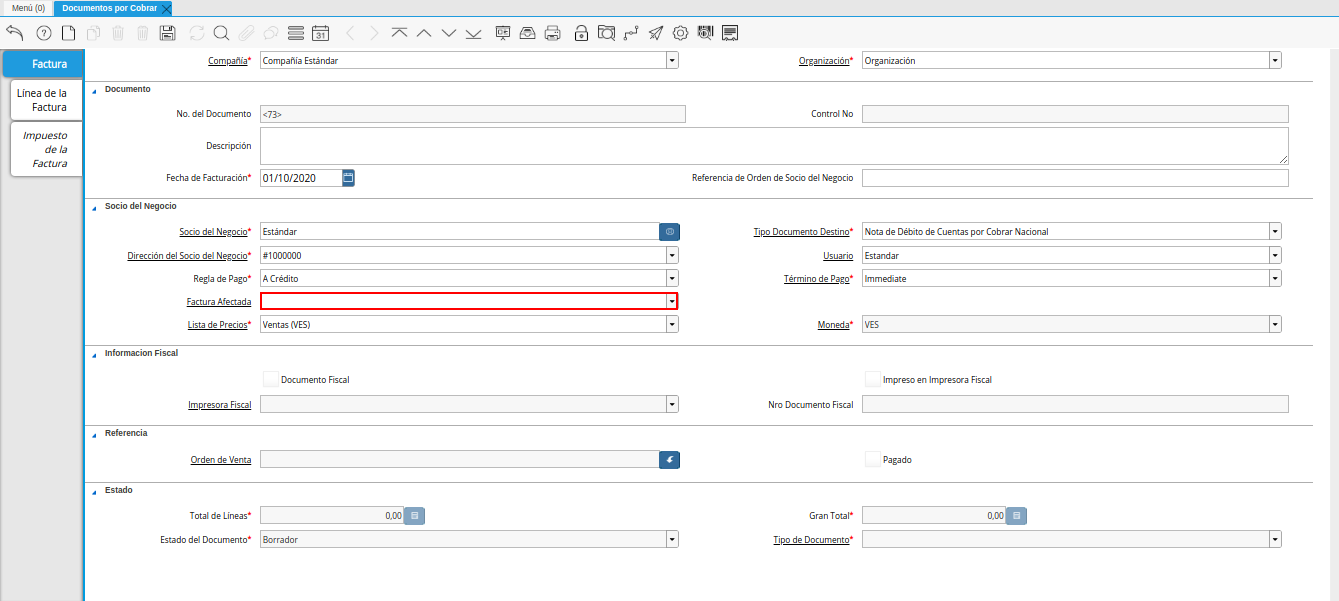 Menú (0) Documentos por Cobrar
31
Factura
Línea de la
Factura
Impuesto
de la
Factura
Compañía* Compañía Estándar Organización* Organización
Documento
No. del Documento <73> Control No
Descripción
Fecha de Facturación* 01/10/2020 Referencia de Orden de Socio del Negocio
Socio del Negocio
Socio del Negocio* Estándar Tipo Documento Destino* Nota de Débito de Cuentas por Cobrar Nacional
Dirección del Socio del Negocio* #1000000 Usuario Estandar
Regla de Pago* A Crédito Término de Pago* Immediate
Factura Afectada
Lista de Precios* Ventas (VES) Moneda* VES
Informacion Fiscal
Documento Fiscal Impreso en Impresora Fiscal
Impresora Fiscal Nro Documento Fiscal
Referencia
Orden de Venta Pagado
Estado
Total de Líneas* 0,00 Gran Total* 0,00
Estado del Documento* Borrador Tipo de Documento*